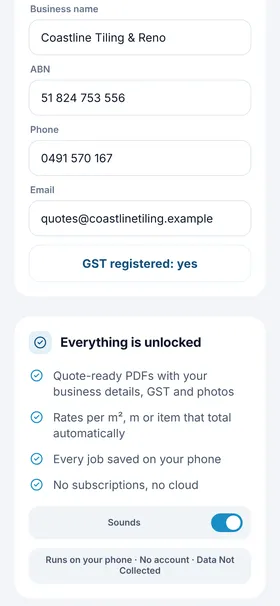 Business name
Coastline Tiling & Reno
ABN
51 824 753 556
Phone
0491 570 167
Email
quotes@coastlinetiling.example
GST registered: yes
Everything is unlocked
Quote-ready PDFs with your
business details, GST and photos
Rates per m², m or item that total
automatically
Every job saved on your phone
No subscriptions, no cloud
Sounds
Runs on your phone · No account · Data Not
Collected